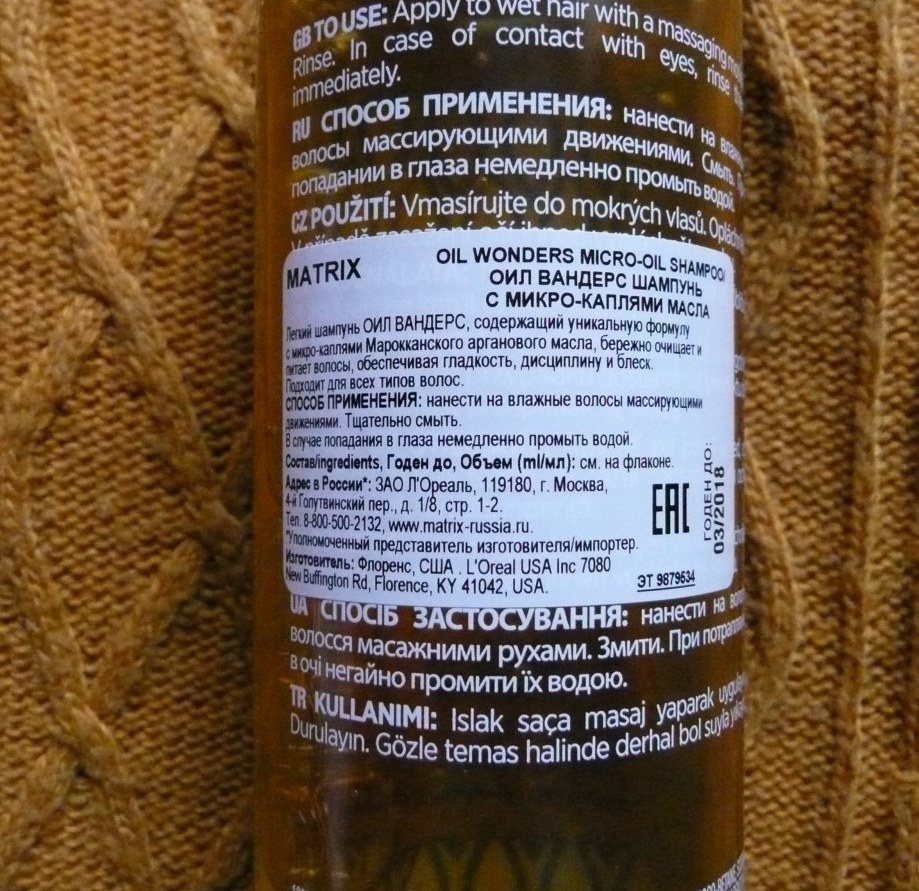 GB TO USE: Apply to wet hair with a massaging
Rinse. In case of contact with eyes, rinse
immediately.
RU СПОСОБ ПРИМЕНЕНИЯ: нанести на
волосы массирующими движениями. Смыть.
попадании в глаза немедленно промыть водой.
CZ POUŽITÍ: Vmasírujte do mokrých vlasů.
MATRIX
OIL WONDERS MICRO-OIL SHAMPOO/
ОИЛ ВАНДЕРС ШАМПУНЬ
С МИКРО-КАПЛЯМИ МАСЛА
Легкий шампунь ОИЛ ВАНДЕРС, содержащий уникальную формулу
с микро-каплями Марокканского арганового масла, бережно очищает и
питает волосы, обеспечивая гладкость, дисциплину и блеск.
Подходит для всех типов волос.
СПОСОБ ПРИМЕНЕНИЯ: нанести на влажные волосы массирующими
движениями. Тщательно смыть.
В случае попадания в глаза немедленно промыть водой.
Состав/ingredients, Годен до, Объем (ml/мл): см. на флаконе.
Адрес в России*: ЗАО Л'Ореаль, 119180, г. Москва,
4-й Голутвинский пер., д. 1/8, стр. 1-2.
Тел. 8-800-500-2132, www.matrix-russia.ru.
*Уполномоченный представитель изготовителя/импортер.
Изготовитель: Флоренс, США . L'Oreal USA Inc 7080
New Buffington Rd, Florence, KY 41042, USA.
EAC
ГОДЕН ДО:
03/2018
ЭТ 9879634
UA СПОСІБ ЗАСТОСУВАННЯ: нанести на
волосся масажними рухами. Змити. При
в очі негайно промити їх водою.
TR KULLANIMI: Islak saça masaj yaparak
Durulayın. Gözle temas halinde derhal bol suyla